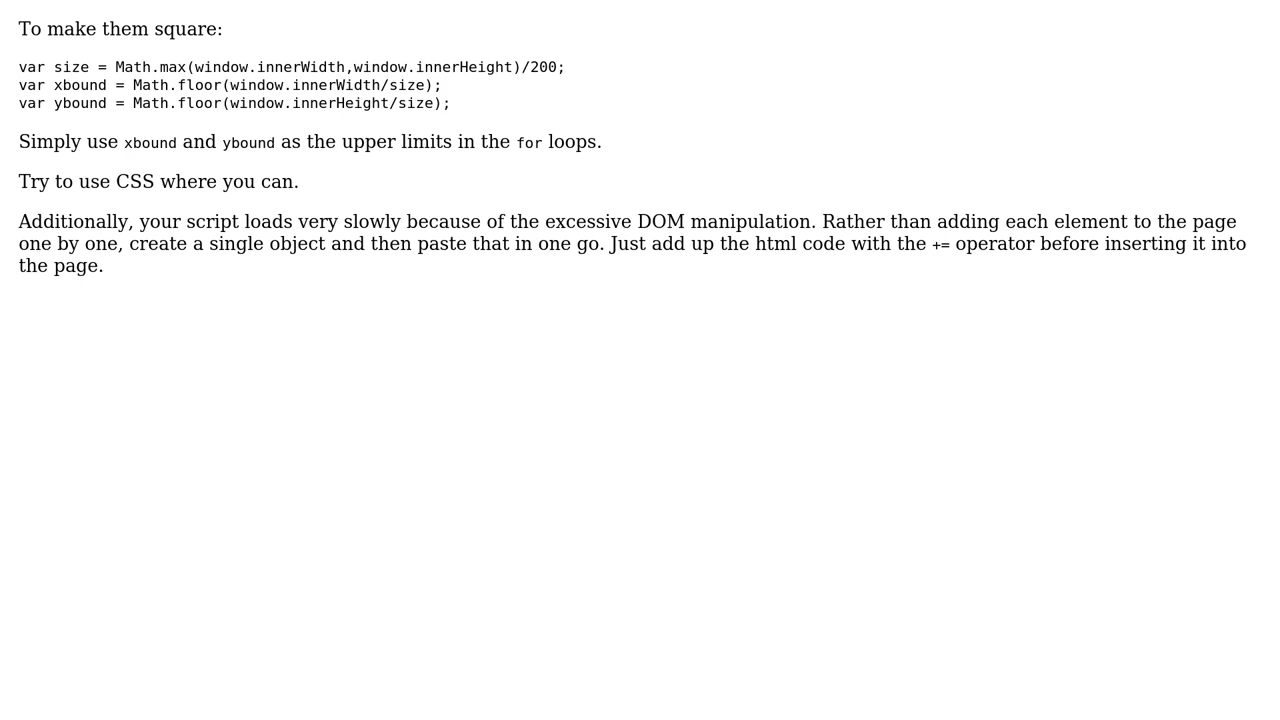 To make them square:
var size = Math.max(window.innerWidth,window.innerHeight)/200;
var xbound = Math.floor(window.innerWidth/size);
var ybound = Math.floor(window.innerHeight/size);
Simply use xbound and ybound as the upper limits in the for loops.
Try to use CSS where you can.
Additionally, your script loads very slowly because of the excessive DOM manipulation. Rather than adding each element to the page
one by one, create a single object and then paste that in one go. Just add up the html code with the += operator before inserting it into
the page.